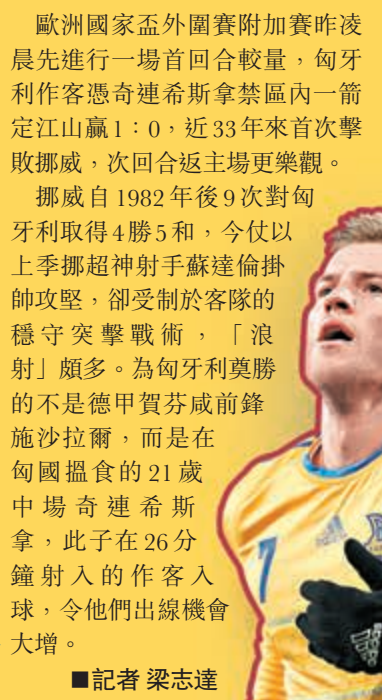 歐洲國家盃外圍賽附加賽昨凌
晨先進行一場首回合較量，匈牙
利作客憑奇連希斯拿禁區內一箭
定江山贏1：0，近33年來首次擊
敗挪威，次回合返主場更樂觀。
挪威自1982年後9次對匈
牙利取得4勝5和，今仗以
上季挪超神射手蘇達倫掛
帥攻堅，卻受制於客隊的
穩守突擊戰術，「浪
射」頗多。為匈牙利奠勝
的不是德甲賀芬咸前鋒
施沙拉爾，而是在
匈國搵食的21歲
中場奇連希斯
拿，此子在26分
鐘射入的作客入
球，令他們出線機會
大增。
■記者 梁志達
7